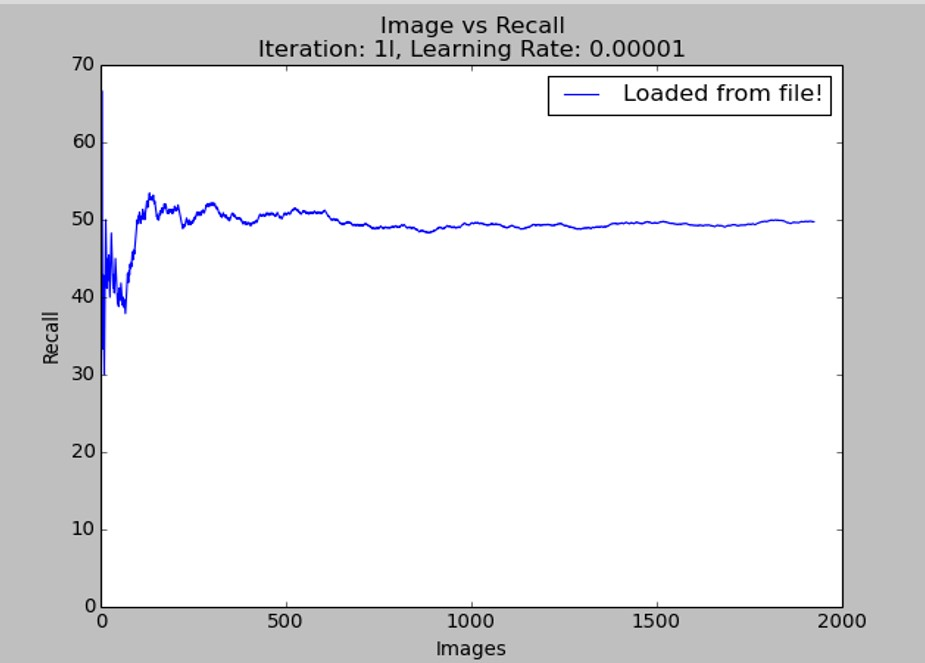 Image vs Recall
Iteration: 1l, Learning Rate: 0.00001
Loaded from file!
70
60
50
40
30
20
10
0
Recall
0 500 1000 1500 2000
Images